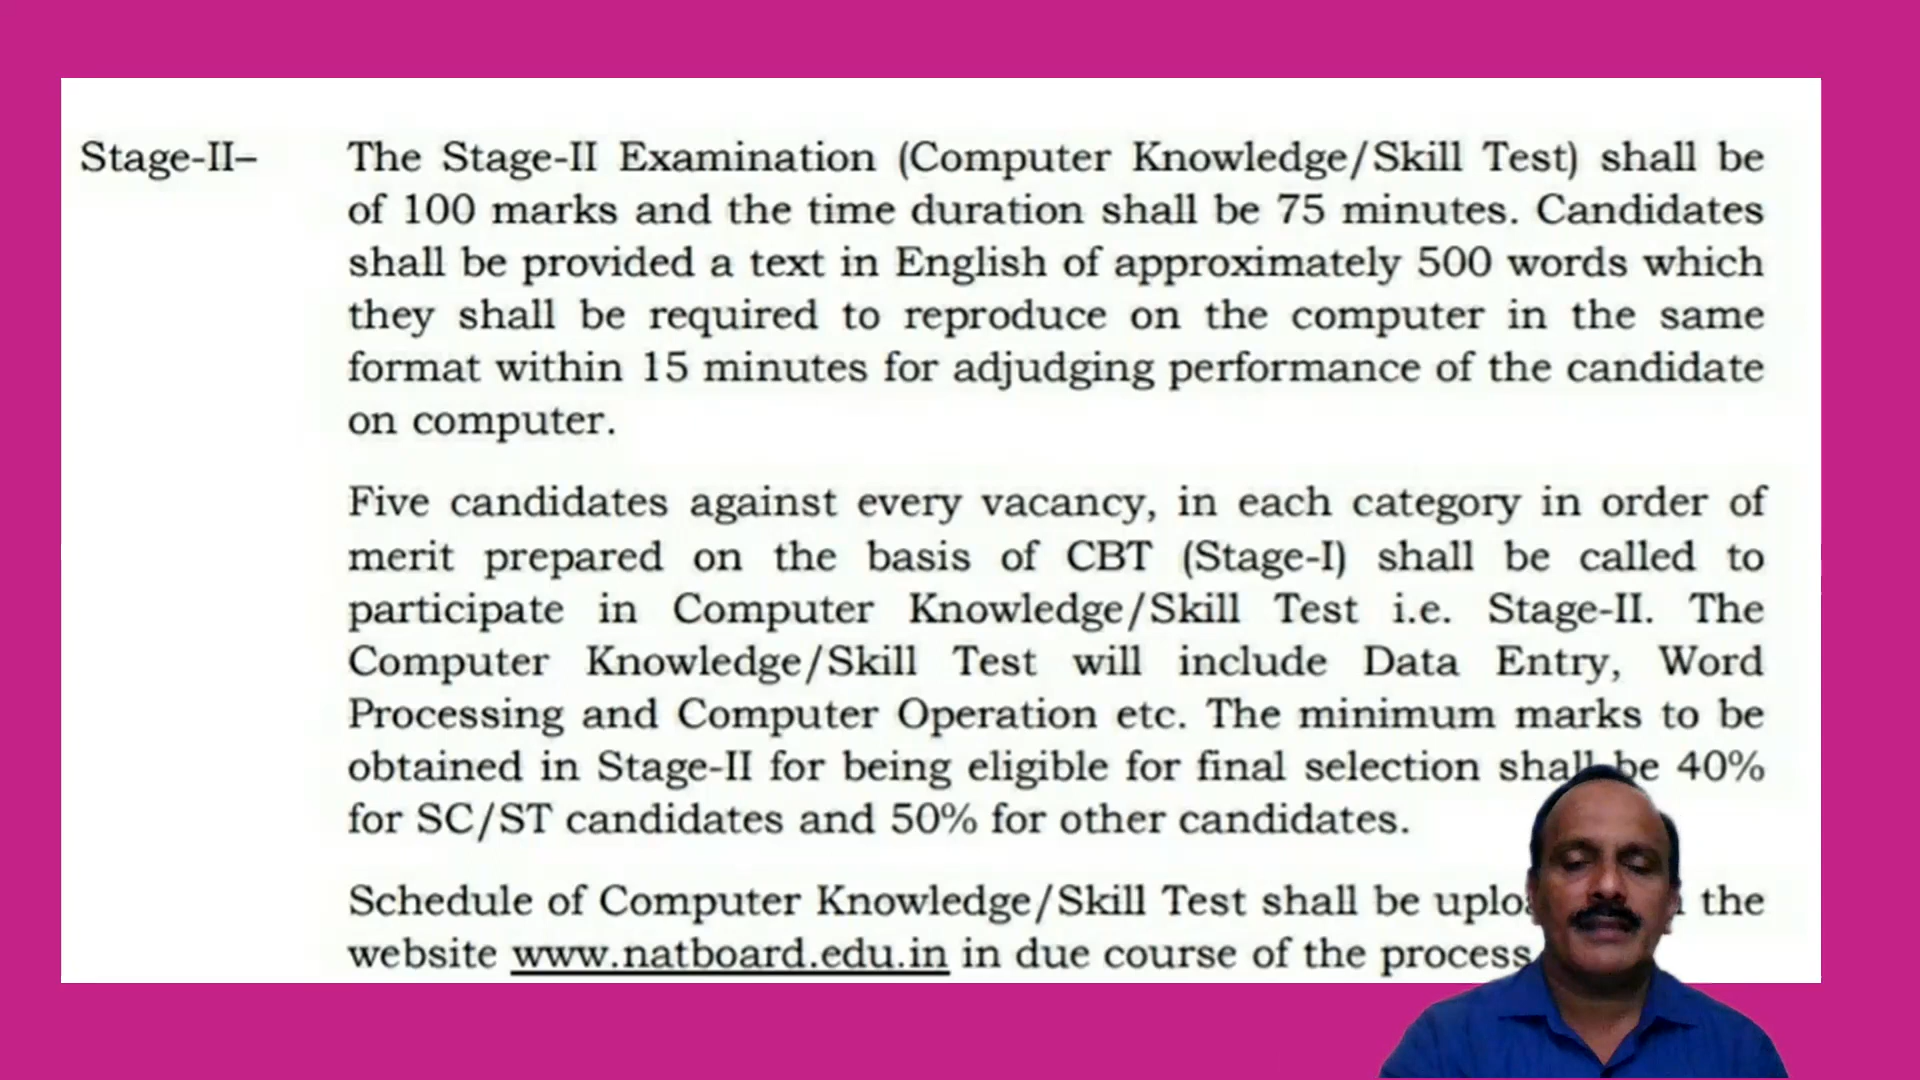 Stage-II– The Stage-II Examination (Computer Knowledge/Skill Test) shall be
of 100 marks and the time duration shall be 75 minutes. Candidates
shall be provided a text in English of approximately 500 words which
they shall be required to reproduce on the computer in the same
format within 15 minutes for adjudging performance of the candidate
on computer.
Five candidates against every vacancy, in each category in order of
merit prepared on the basis of CBT (Stage-I) shall be called to
participate in Computer Knowledge/Skill Test i.e. Stage-II. The
Computer Knowledge/Skill Test will include Data Entry, Word
Processing and Computer Operation etc. The minimum marks to be
obtained in Stage-II for being eligible for final selection shall be 40%
for SC/ST candidates and 50% for other candidates.
Schedule of Computer Knowledge/Skill Test shall be the
website www.natboard.edu.in in due course of the process